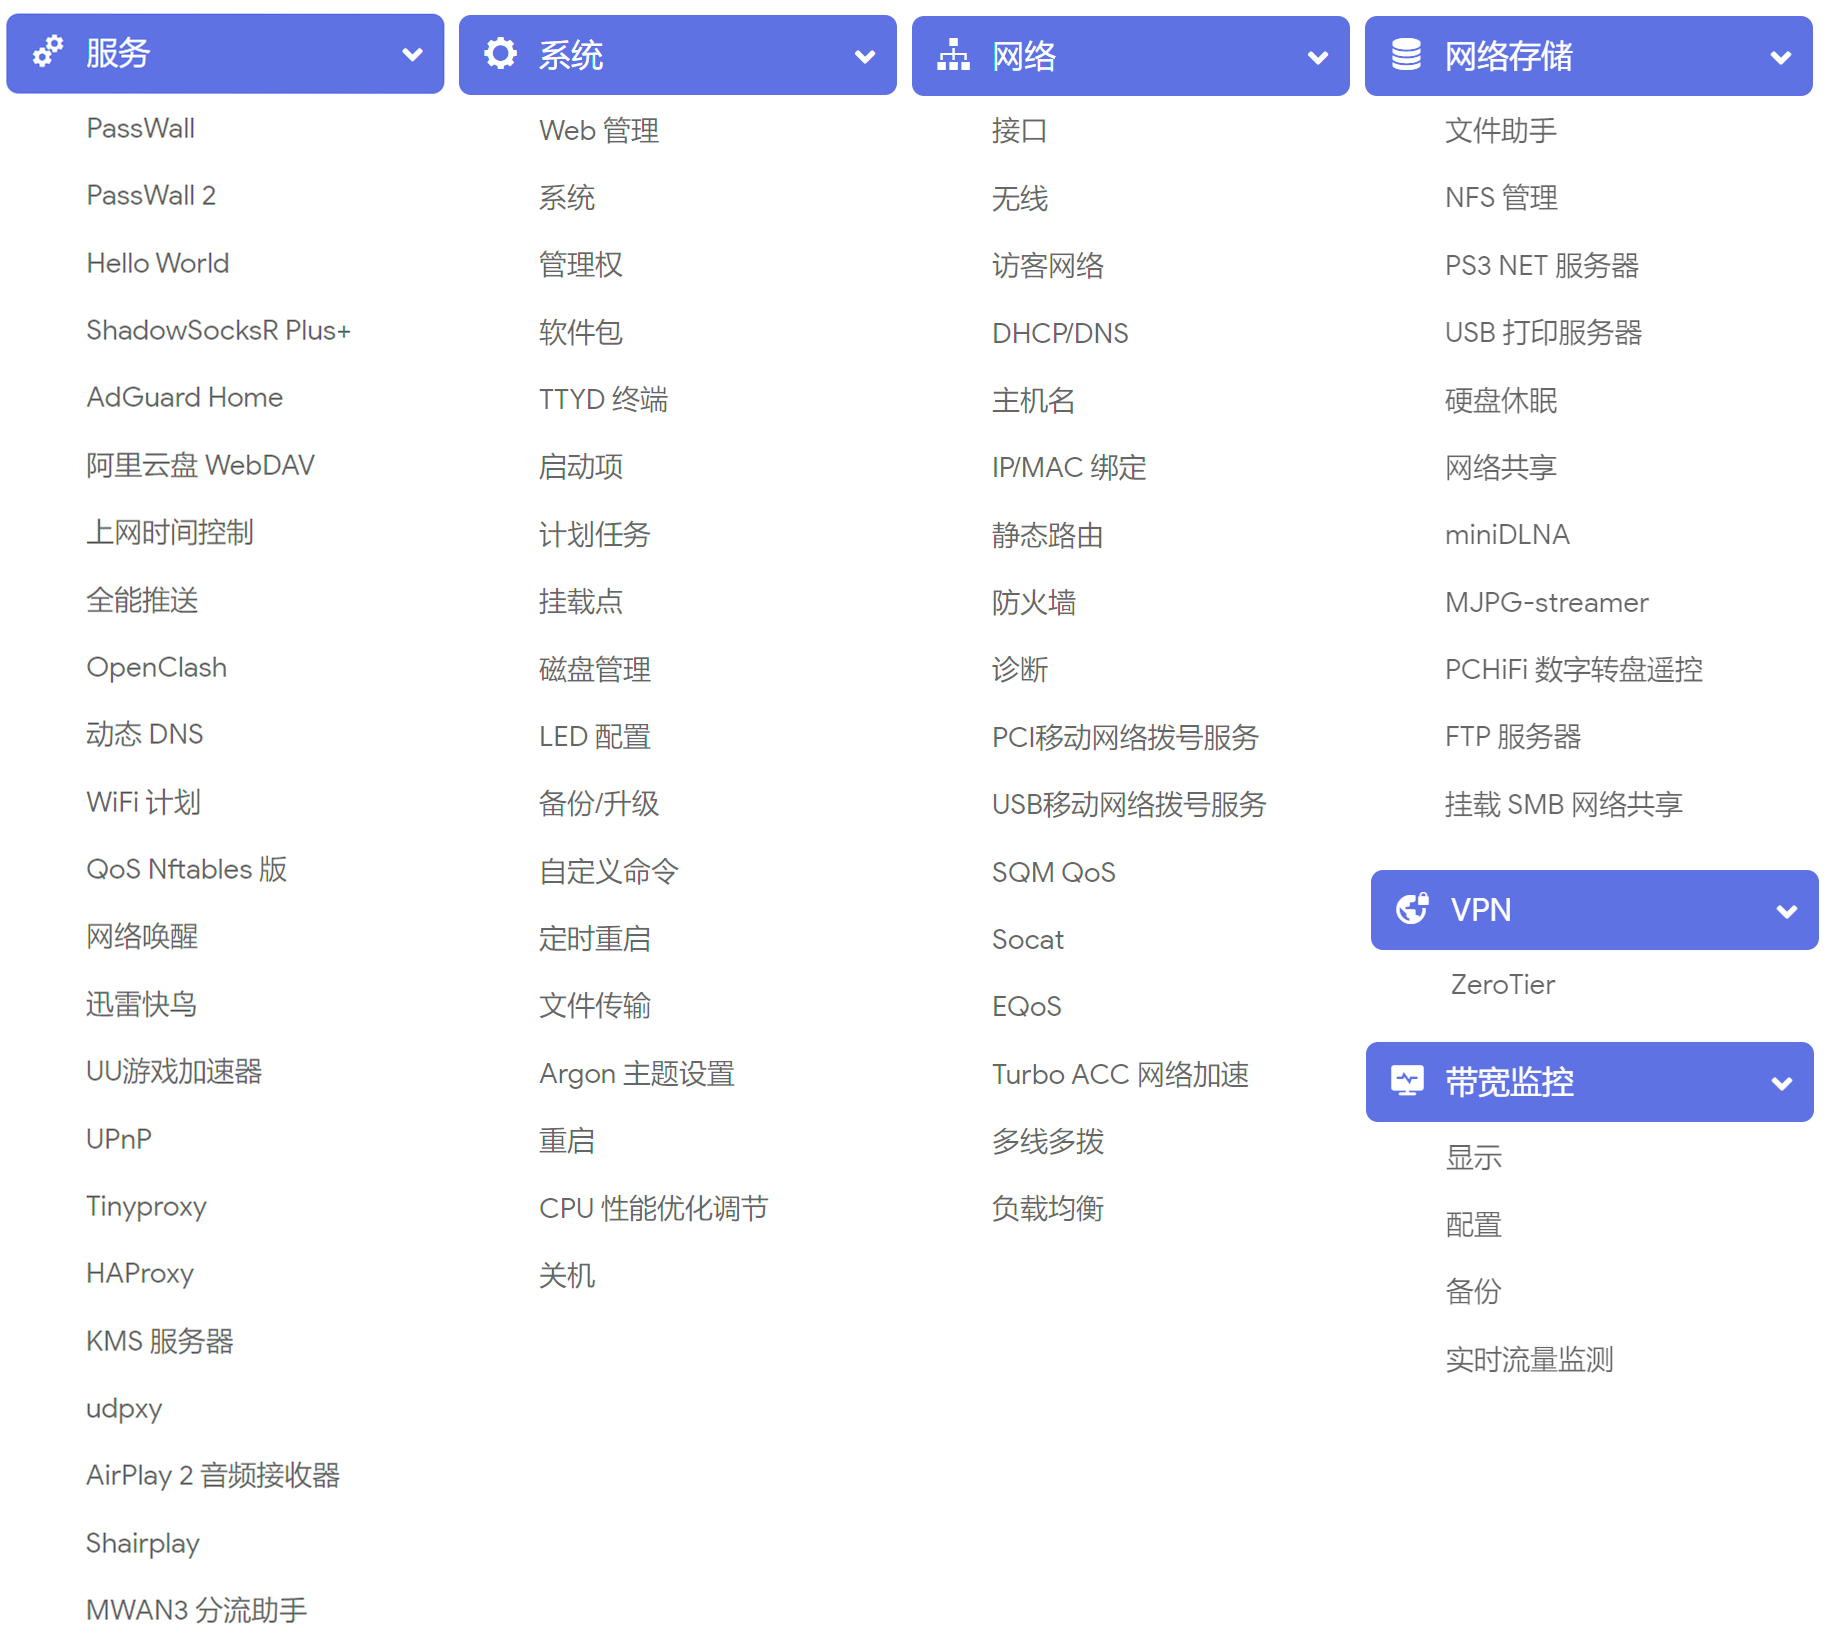 服务
PassWall
PassWall 2
Hello World
ShadowSocksR Plus+
AdGuard Home
阿里云盘 WebDAV
上网时间控制
全能推送
OpenClash
动态 DNS
WiFi 计划
QoS Nftables 版
网络唤醒
迅雷快鸟
UU游戏加速器
UPnP
Tinyproxy
HAProxy
KMS 服务器
udpxy
AirPlay 2 音频接收器
Shairplay
MWAN3 分流助手
系统
Web 管理
系统
管理权
软件包
TTYD 终端
启动项
计划任务
挂载点
磁盘管理
LED 配置
备份/升级
自定义命令
定时重启
文件传输
Argon 主题设置
重启
CPU 性能优化调节
关机
网络
接口
无线
访客网络
DHCP/DNS
主机名
IP/MAC 绑定
静态路由
防火墙
诊断
PCI移动网络拨号服务
USB移动网络拨号服务
SQM QoS
Socat
EQoS
Turbo ACC 网络加速
多线多拨
负载均衡
网络存储
文件助手
NFS 管理
PS3 NET 服务器
USB 打印服务器
硬盘休眠
网络共享
miniDLNA
MJPG-streamer
PCHiFi 数字转盘遥控
FTP 服务器
挂载 SMB 网络共享
VPN
ZeroTier
带宽监控
显示
配置
备份
实时流量监测